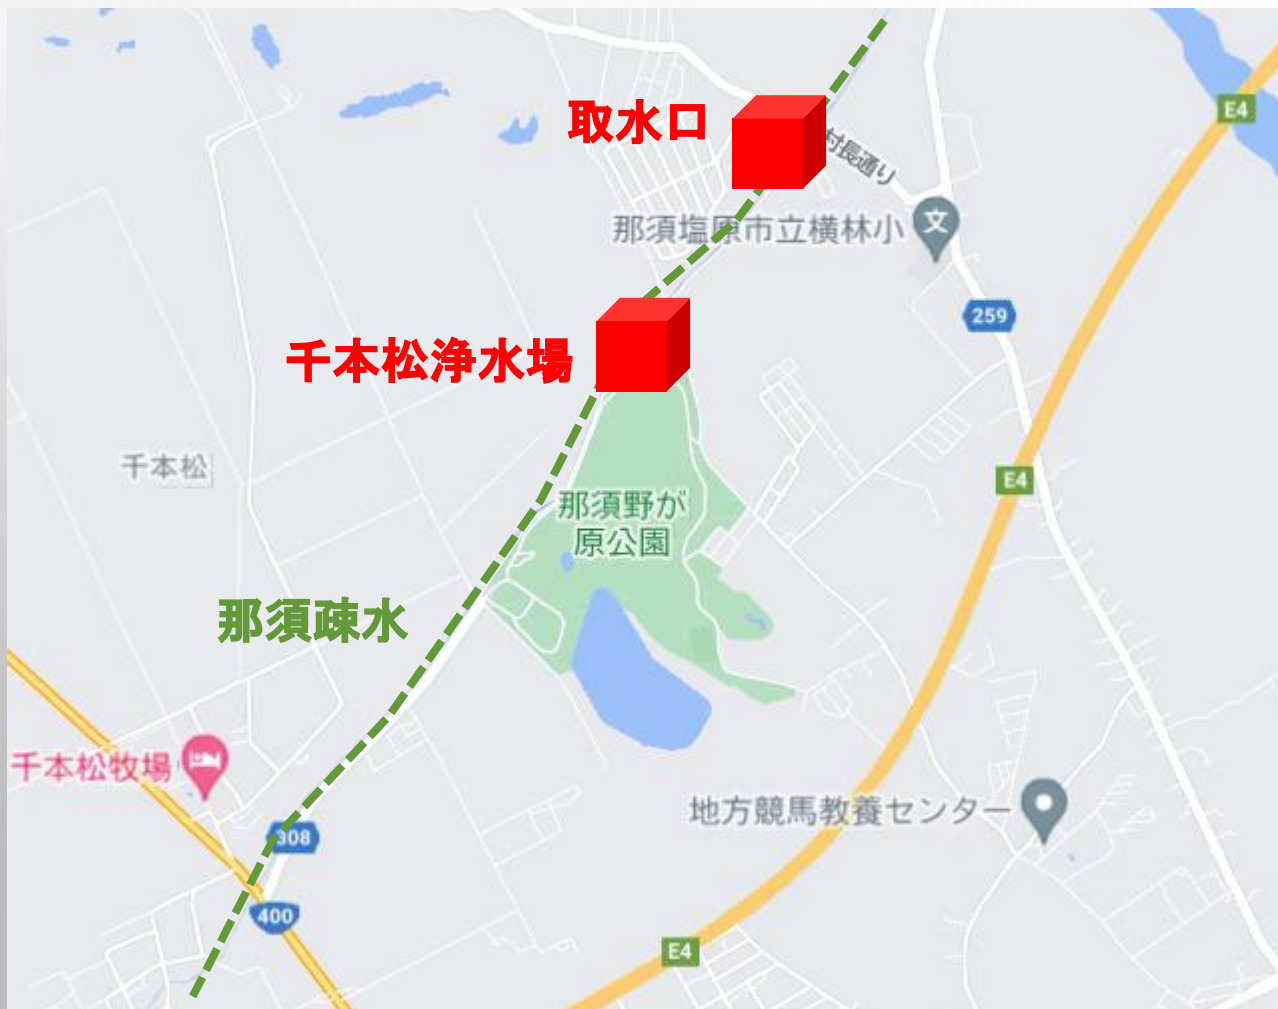 取水口
E4
村長通り
那須塩原市立横林小
文
259
千本松浄水場
千本松
E4
那須野が
原公園
那須疎水
千本松牧場
地方競馬教養センター
308
400
E4